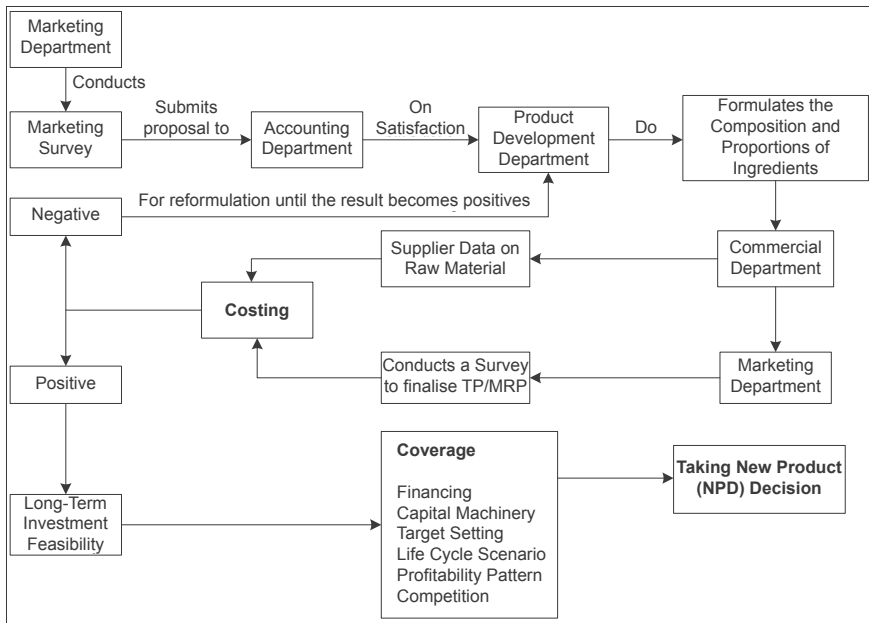 Marketing
Department
Conducts
Marketing
Survey
Submits
proposal to
Accounting
Department
On
Satisfaction
Product
Development
Department
Do
Formulates the
Composition and
Proportions of
Ingredients
Negative
For reformulation until the result becomes positives
Supplier Data on
Raw Material
Commercial
Department
Costing
Positive
Conducts a Survey
to finalise TP/MRP
Marketing
Department
Long-Term
Investment
Feasibility
Coverage
Financing
Capital Machinery
Target Setting
Life Cycle Scenario
Profitability Pattern
Competition
Taking New Product
(NPD) Decision